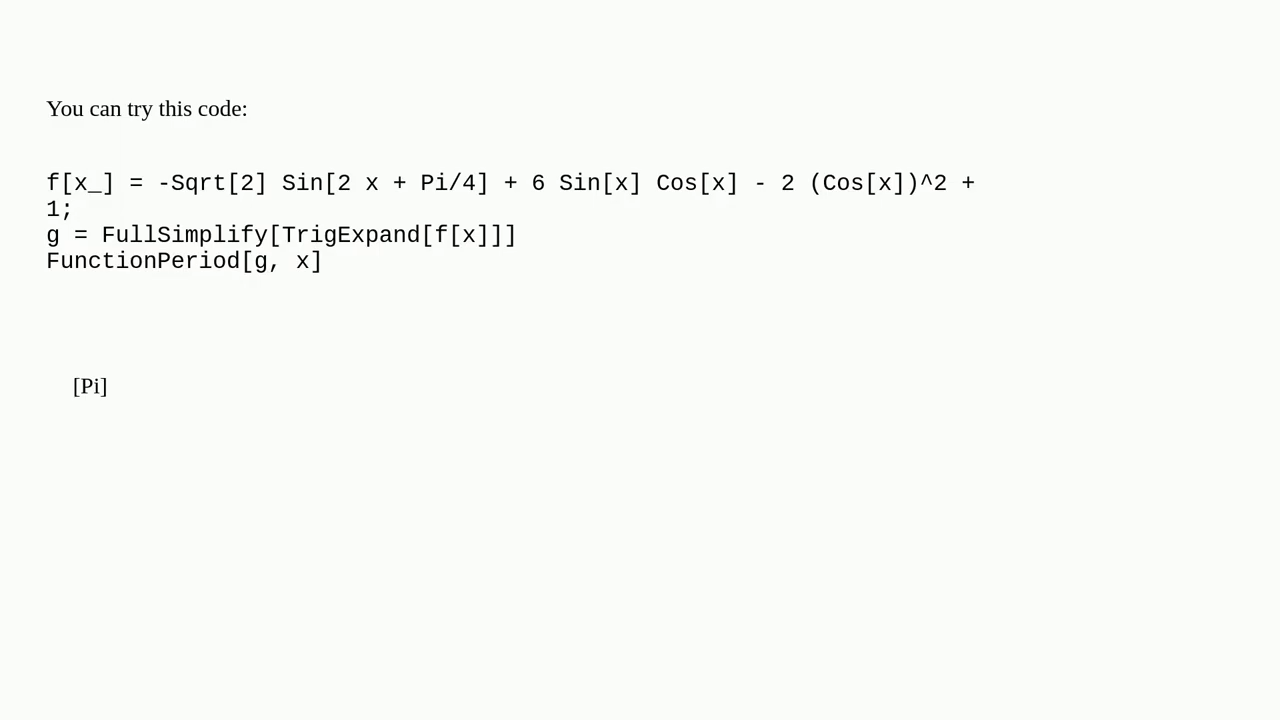 You can try this code:
f[x_] = -Sqrt[2] Sin[2 x + Pi/4] + 6 Sin[x] Cos[x] - 2 (Cos[x])^2 +
1;
g = FullSimplify[TrigExpand[f[x]]]
FunctionPeriod[g, x]
[Pi]